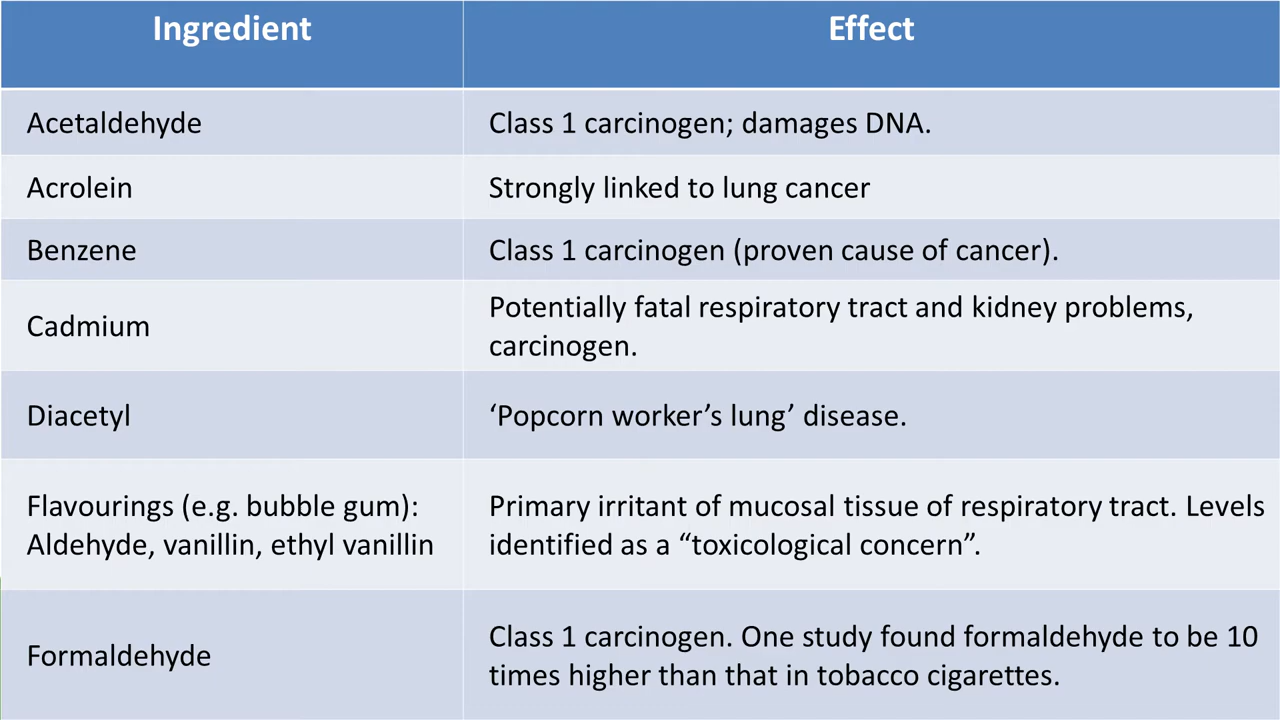 Ingredient
Effect
Acetaldehyde
Class 1 carcinogen; damages DNA.
Acrolein
Strongly linked to lung cancer
Benzene
Class 1 carcinogen (proven cause of cancer).
Cadmium
Potentially fatal respiratory tract and kidney problems,
carcinogen.
Diacetyl
‘Popcorn worker’s lung’ disease.
Flavourings (e.g. bubble gum):
Aldehyde, vanillin, ethyl vanillin
Primary irritant of mucosal tissue of respiratory tract. Levels
identified as a “toxicological concern”.
Formaldehyde
Class 1 carcinogen. One study found formaldehyde to be 10
times higher than that in tobacco cigarettes.